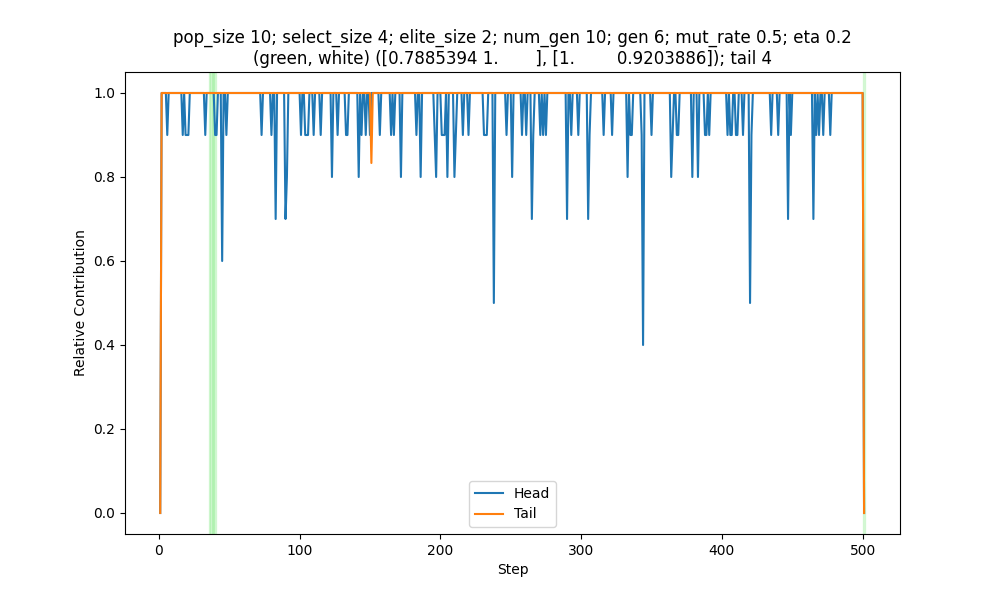 pop_size 10; select_size 4; elite_size 2; num_gen 10; gen 6; mut_rate 0.5; eta 0.2
(green, white) ([0.7885394 1.        ], [1.        0.9203886]); tail 4
1.0
0.8
0.6
0.4
0.2
0.0
Relative Contribution
Head
Tail
0 100 200 300 400 500
Step